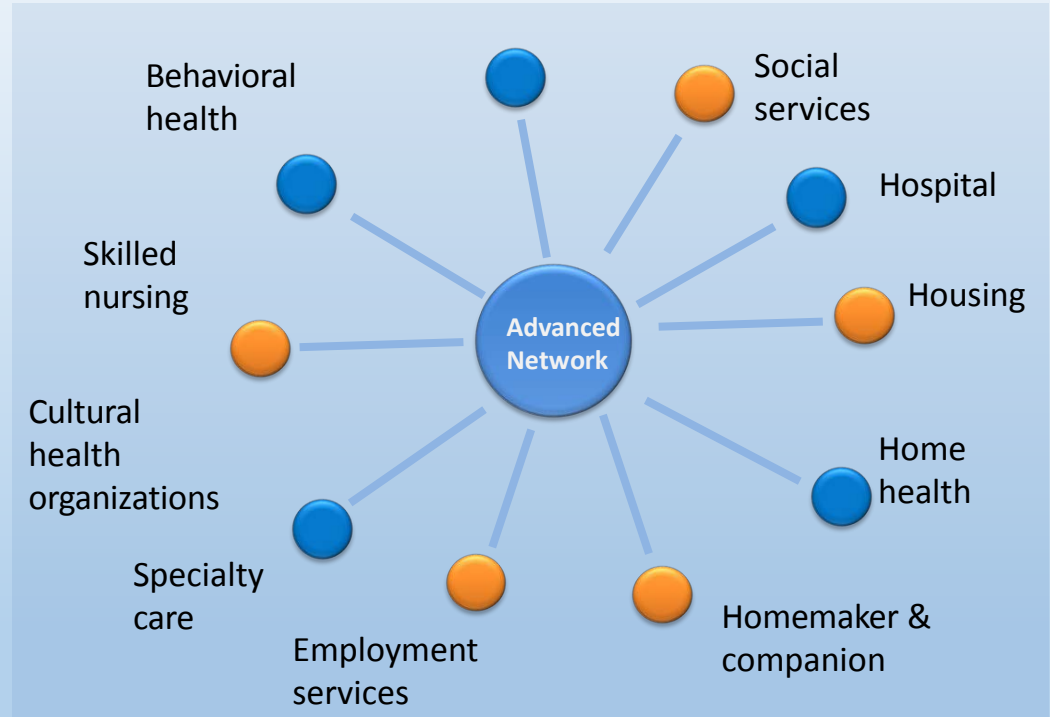 Behavioral
health
Social
services
Hospital
Skilled
nursing
Housing
Advanced
Network
Cultural
health
organizations
Home
health
Specialty
care
Employment
services
Homemaker &
companion